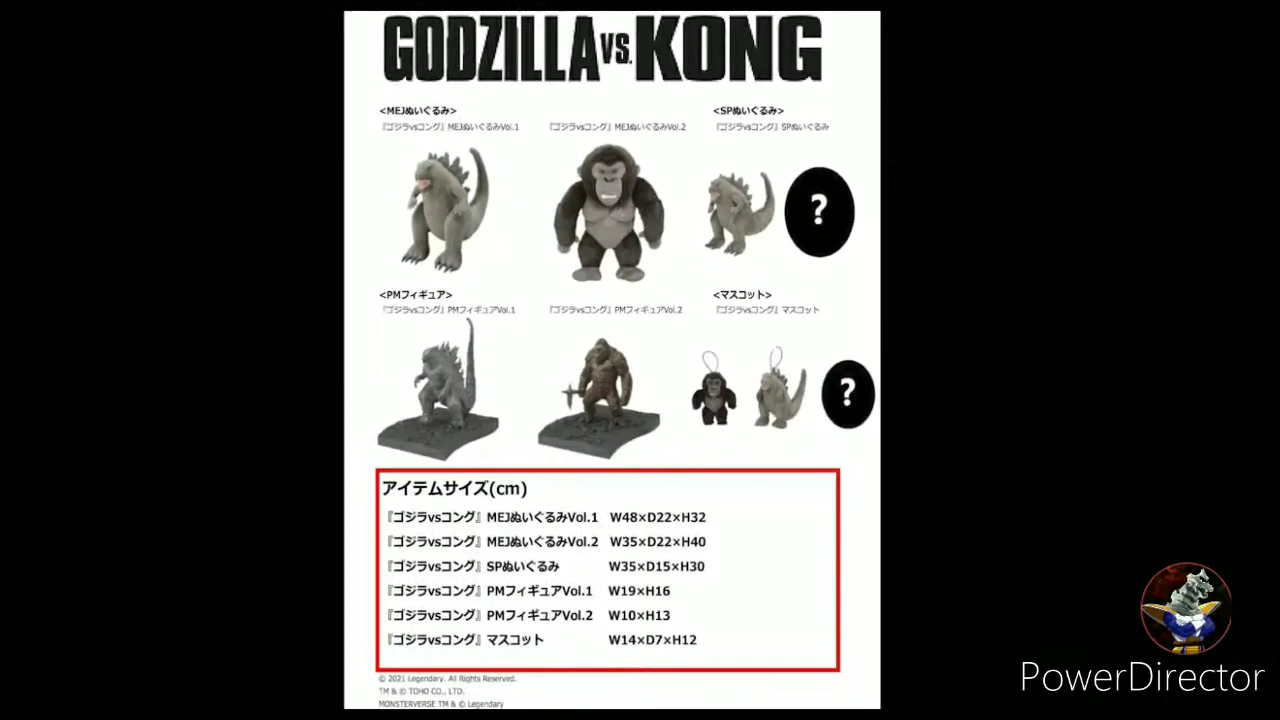 GODZILLA VS. KONG
<MEJぬいぐるみ>
『ゴジラvsコング』MEJぬいぐるみVol.1
『ゴジラvsコング』MEJぬいぐるみVol.2
<SPぬいぐるみ>
『ゴジラvsコング』SPぬいぐるみ
?
<PMフィギュア>
『ゴジラvsコング』PMフィギュアVol.1
『ゴジラvsコング』PMフィギュアVol.2
<マスコット>
『ゴジラvsコング』マスコット
?
アイテムサイズ(cm)
『ゴジラvsコング』MEJぬいぐるみVol.1 W48×D22×H32
『ゴジラvsコング』MEJぬいぐるみVol.2 W35×D22×H40
『ゴジラvsコング』SPぬいぐるみ W35×D15×H30
『ゴジラvsコング』PMフィギュアVol.1 W19×H16
『ゴジラvsコング』PMフィギュアVol.2 W10×H13
『ゴジラvsコング』マスコット W14×D7×H12
© 2021 Legendary. All Rights Reserved.
TM & © TOHO CO., LTD.
MONSTERVERSE TM & © Legendary
PowerDirector